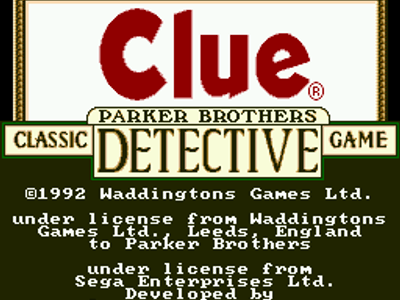 Clue®
PARKER BROTHERS
CLASSIC DETECTIVE GAME
©1992 Waddingtons Games Ltd.
under license from Waddingtons
Games Ltd., Leeds, England
to Parker Brothers
under license from
Sega Enterprises Ltd.
Developed by